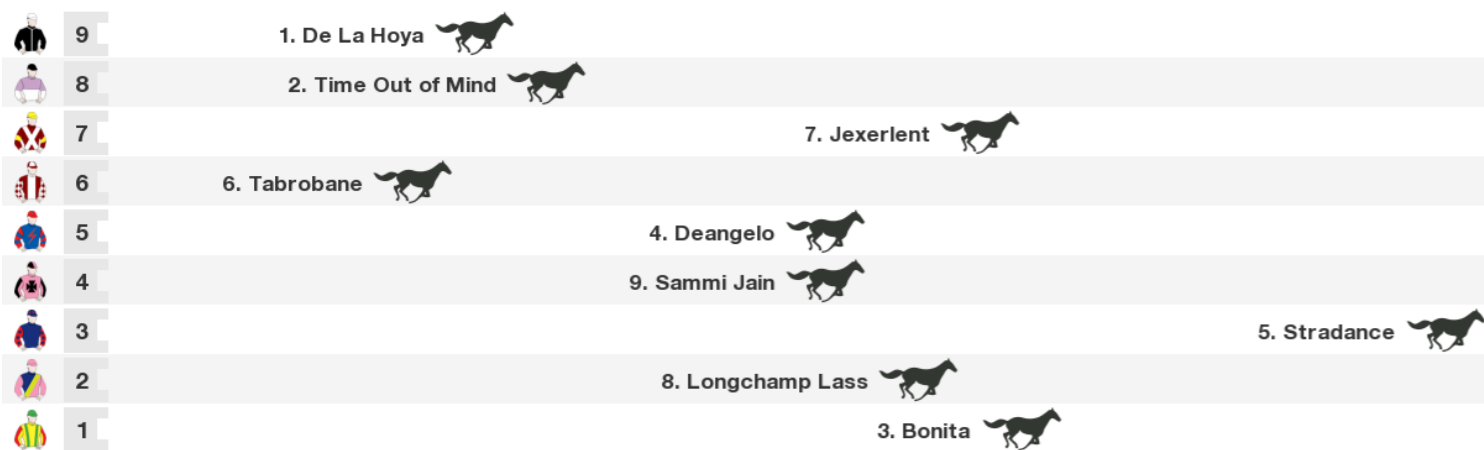 9 1. De La Hoya
8 2. Time Out of Mind
7 7. Jexerlent
6 6. Tabrobane
5 4. Deangelo
4 9. Sammi Jain
3 5. Stradance
2 8. Longchamp Lass
1 3. Bonita